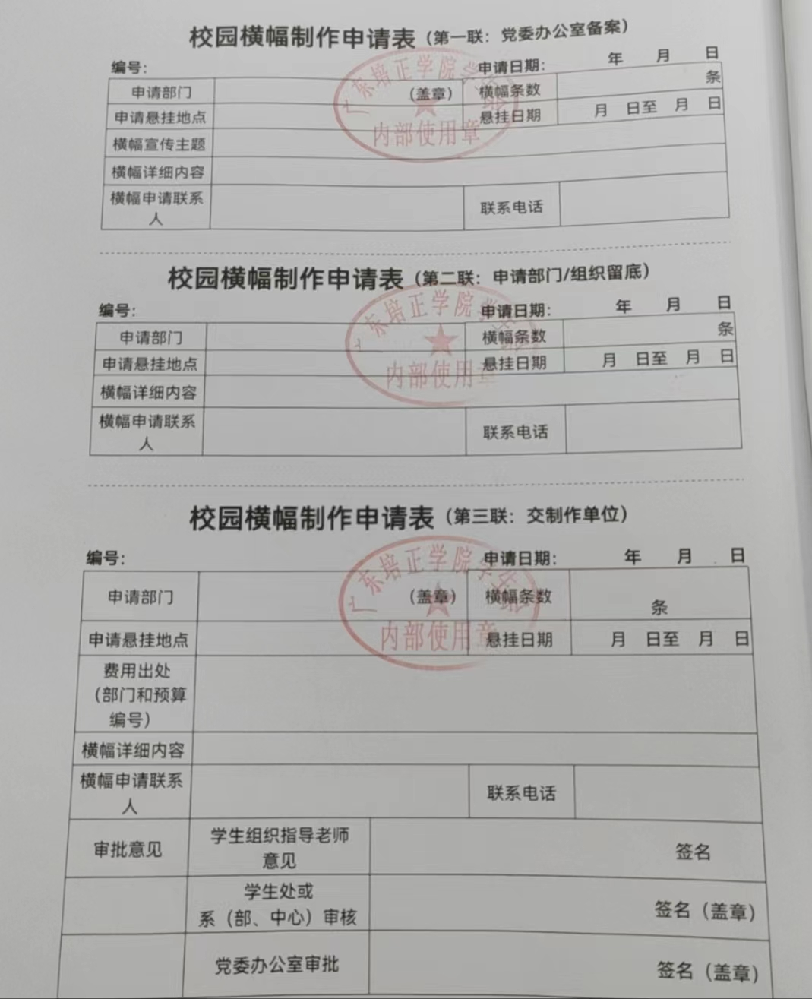 校园横幅制作申请表（第一联：党委办公室备案）
编号： 申请日期： 年 月 日
申请部门 （盖章） 横幅条数 条
申请悬挂地点 悬挂日期 月 日至 月 日
横幅宣传主题
横幅详细内容
横幅申请联系
人 联系电话
广东培正学院学生会
内部使用章
校园横幅制作申请表（第二联：申请部门/组织留底）
编号： 申请日期： 年 月 日
申请部门 横幅条数 条
申请悬挂地点 悬挂日期 月 日至 月 日
横幅详细内容
横幅申请联系
人 联系电话
广东培正学院学生会
内部使用章
校园横幅制作申请表（第三联：交制作单位）
编号： 申请日期： 年 月 日
申请部门 （盖章） 横幅条数 条
申请悬挂地点 悬挂日期 月 日至 月 日
费用出处
（部门和预算
编号）
横幅详细内容
横幅申请联系
人 联系电话
审批意见 学生组织指导老师
意见 签名
学生处或
系（部、中心）审核 签名（盖章）
党委办公室审批 签名（盖章）
广东培正学院学生会
内部使用章